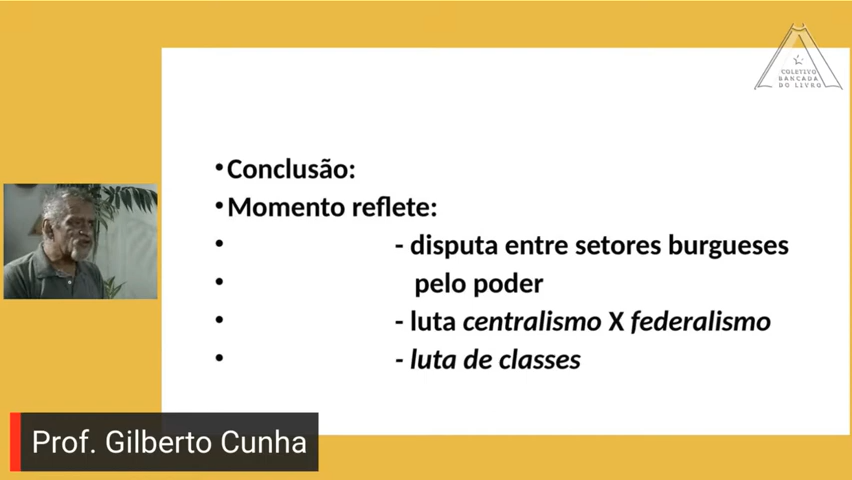 COLETIVO
BANCADA
DO LIVRO
•Conclusão:
•Momento reflete:
• - disputa entre setores burgueses
• pelo poder
• - luta centralismo X federalismo
• - luta de classes
Prof. Gilberto Cunha